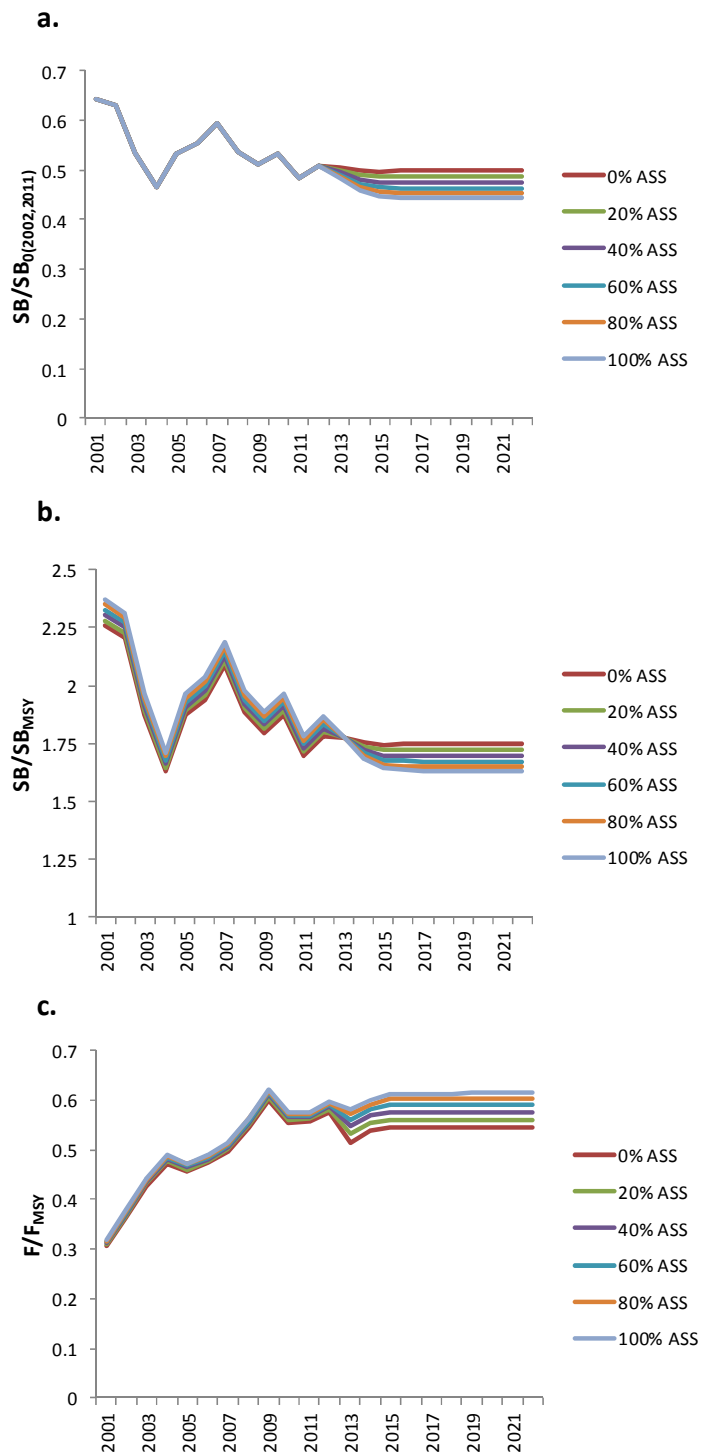 a.
SB/SB0(2002,2011)
0.7
0.6
0.5
0.4
0.3
0.2
0.1
0
2001
2003
2005
2007
2009
2011
2013
2015
2017
2019
2021
0% ASS
20% ASS
40% ASS
60% ASS
80% ASS
100% ASS
b.
SB/SBMSY
2.5
2.25
2
1.75
1.5
1.25
1
2001
2003
2005
2007
2009
2011
2013
2015
2017
2019
2021
0% ASS
20% ASS
40% ASS
60% ASS
80% ASS
100% ASS
c.
F/FMSY
0.7
0.6
0.5
0.4
0.3
0.2
0.1
0
2001
2003
2005
2007
2009
2011
2013
2015
2017
2019
2021
0% ASS
20% ASS
40% ASS
60% ASS
80% ASS
100% ASS